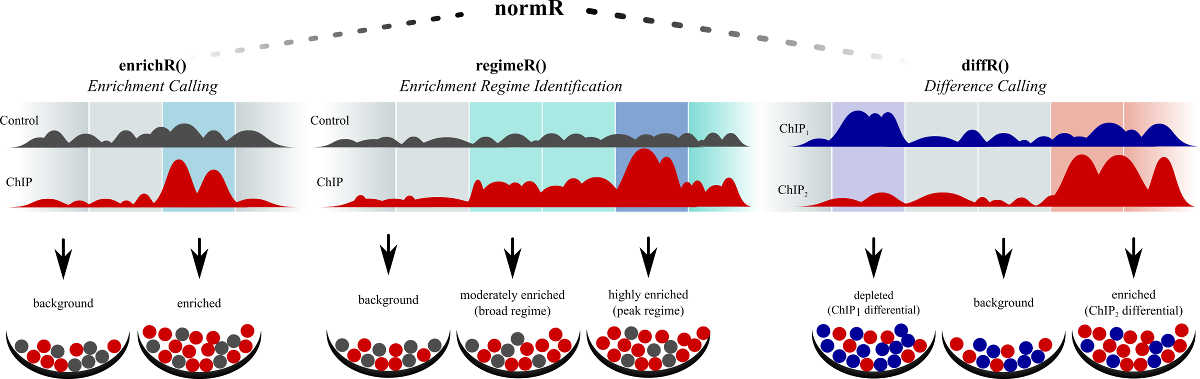 normR
enrichR()
Enrichment Calling
Control
ChIP
background
enriched
regimeR()
Enrichment Regime Identification
Control
ChIP
background
moderately enriched
(broad regime)
highly enriched
(peak regime)
diffR()
Difference Calling
ChIP₁
ChIP₂
depleted
(ChIP1 differential)
background
enriched
(ChIP₂ differential)